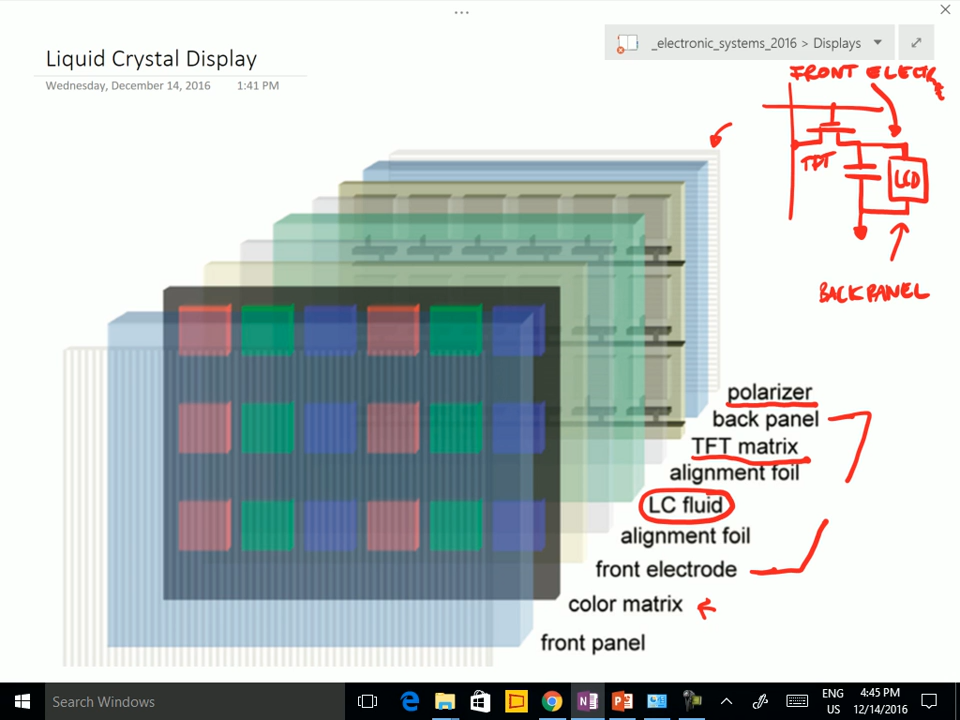 Liquid Crystal Display
Wednesday, December 14, 2016 1:41 PM
_electronic_systems_2016 > Displays
FRONT ELECTR
TFT
LCD
BACKPANEL
polarizer
back panel
TFT matrix
alignment foil
LC fluid
alignment foil
front electrode
color matrix
front panel
Search Windows
ENG
US
4:45 PM
12/14/2016